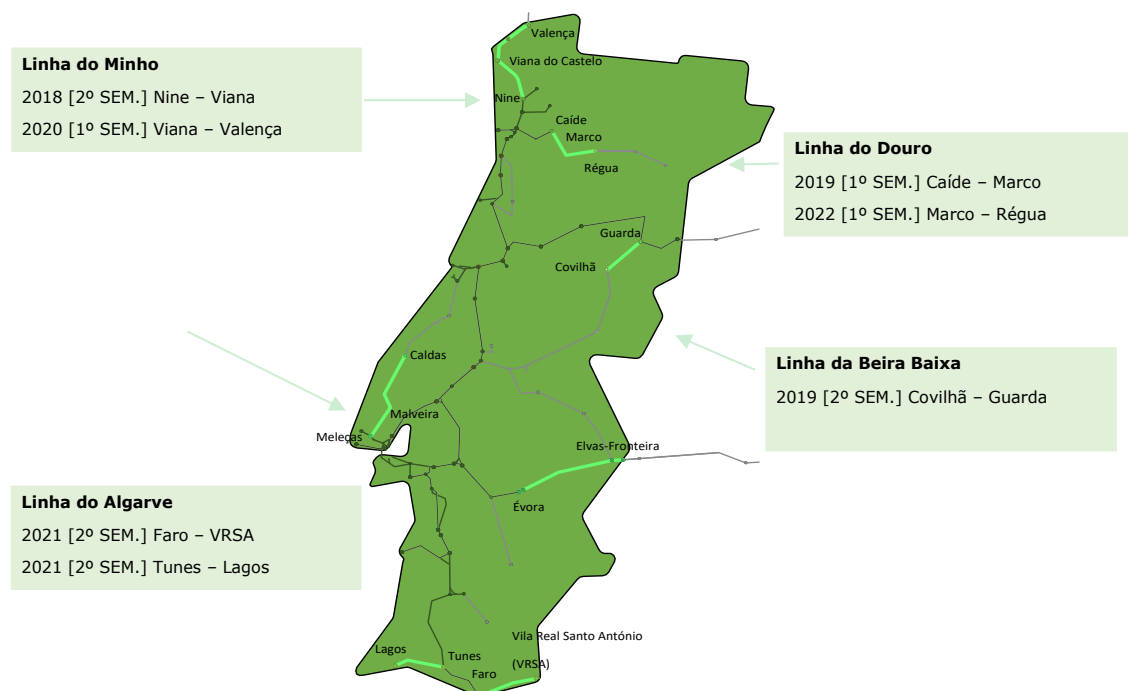 Linha do Minho
2018 [2º SEM.] Nine – Viana
2020 [1º SEM.] Viana – Valença
Valença
Viana do Castelo
Nine
Caíde
Marco
Régua
Linha do Douro
2019 [1º SEM.] Caíde – Marco
2022 [1º SEM.] Marco – Régua
Guarda
Covilhã
Caldas
Malveira
Meleças
Linha da Beira Baixa
2019 [2º SEM.] Covilhã – Guarda
Elvas-Fronteira
Évora
Linha do Algarve
2021 [2º SEM.] Faro – VRSA
2021 [2º SEM.] Tunes – Lagos
Vila Real Santo António
(VRSA)
Lagos
Tunes
Faro